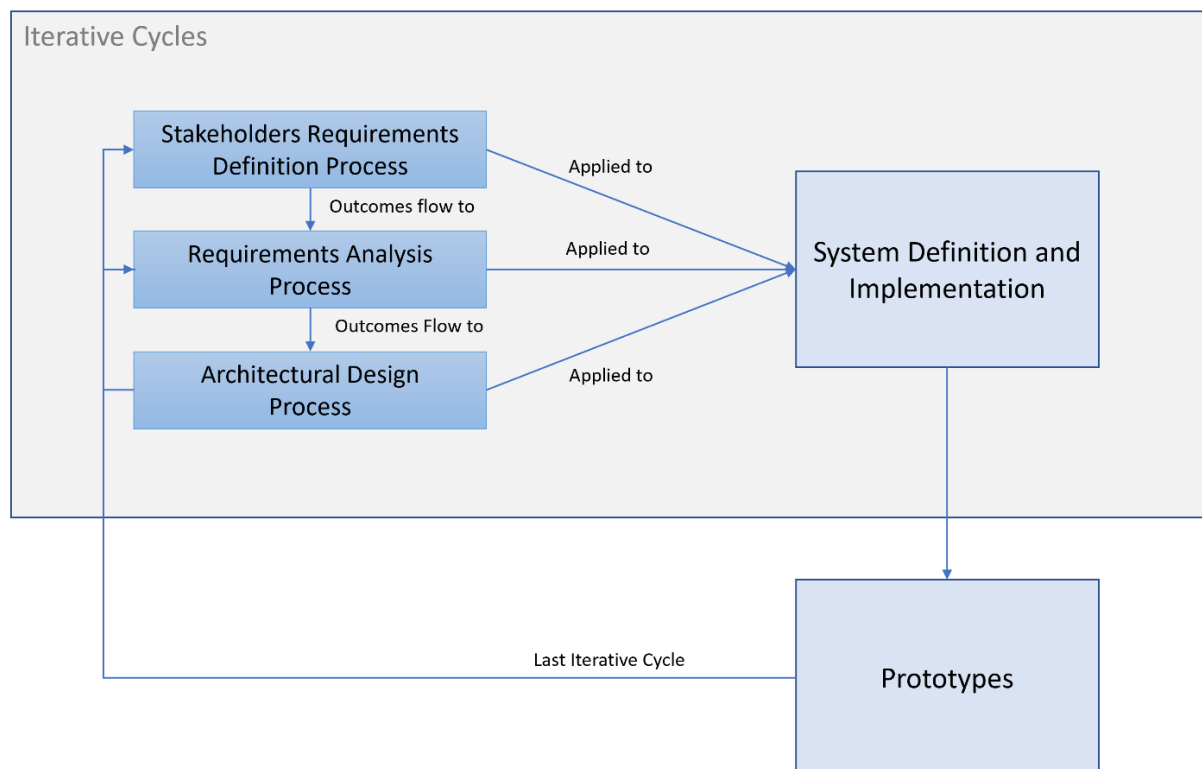 Iterative Cycles
Stakeholders Requirements
Definition Process
Applied to
Outcomes flow to
Requirements Analysis
Process
Applied to
System Definition and
Implementation
Outcomes Flow to
Architectural Design
Process
Applied to
Last Iterative Cycle
Prototypes